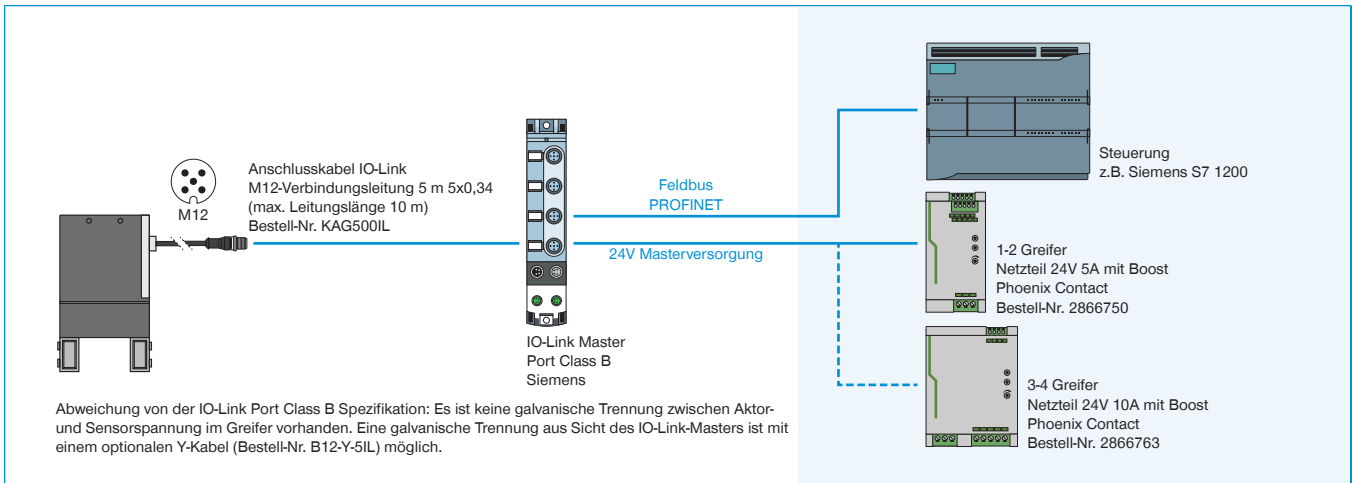 M12
Anschlusskabel IO-Link
M12-Verbindungsleitung 5 m 5x0,34
(max. Leitungslänge 10 m)
Bestell-Nr. KAG500IL
IO-Link Master
Port Class B
Siemens
Feldbus
PROFINET
24V Masterversorgung
Steuerung
z.B. Siemens S7 1200
1-2 Greifer
Netzteil 24V 5A mit Boost
Phoenix Contact
Bestell-Nr. 2866750
3-4 Greifer
Netzteil 24V 10A mit Boost
Phoenix Contact
Bestell-Nr. 2866763
Abweichung von der IO-Link Port Class B Spezifikation: Es ist keine galvanische Trennung zwischen Aktor-
und Sensorspannung im Greifer vorhanden. Eine galvanische Trennung aus Sicht des IO-Link-Masters ist mit
einem optionalen Y-Kabel (Bestell-Nr. B12-Y-5IL) möglich.